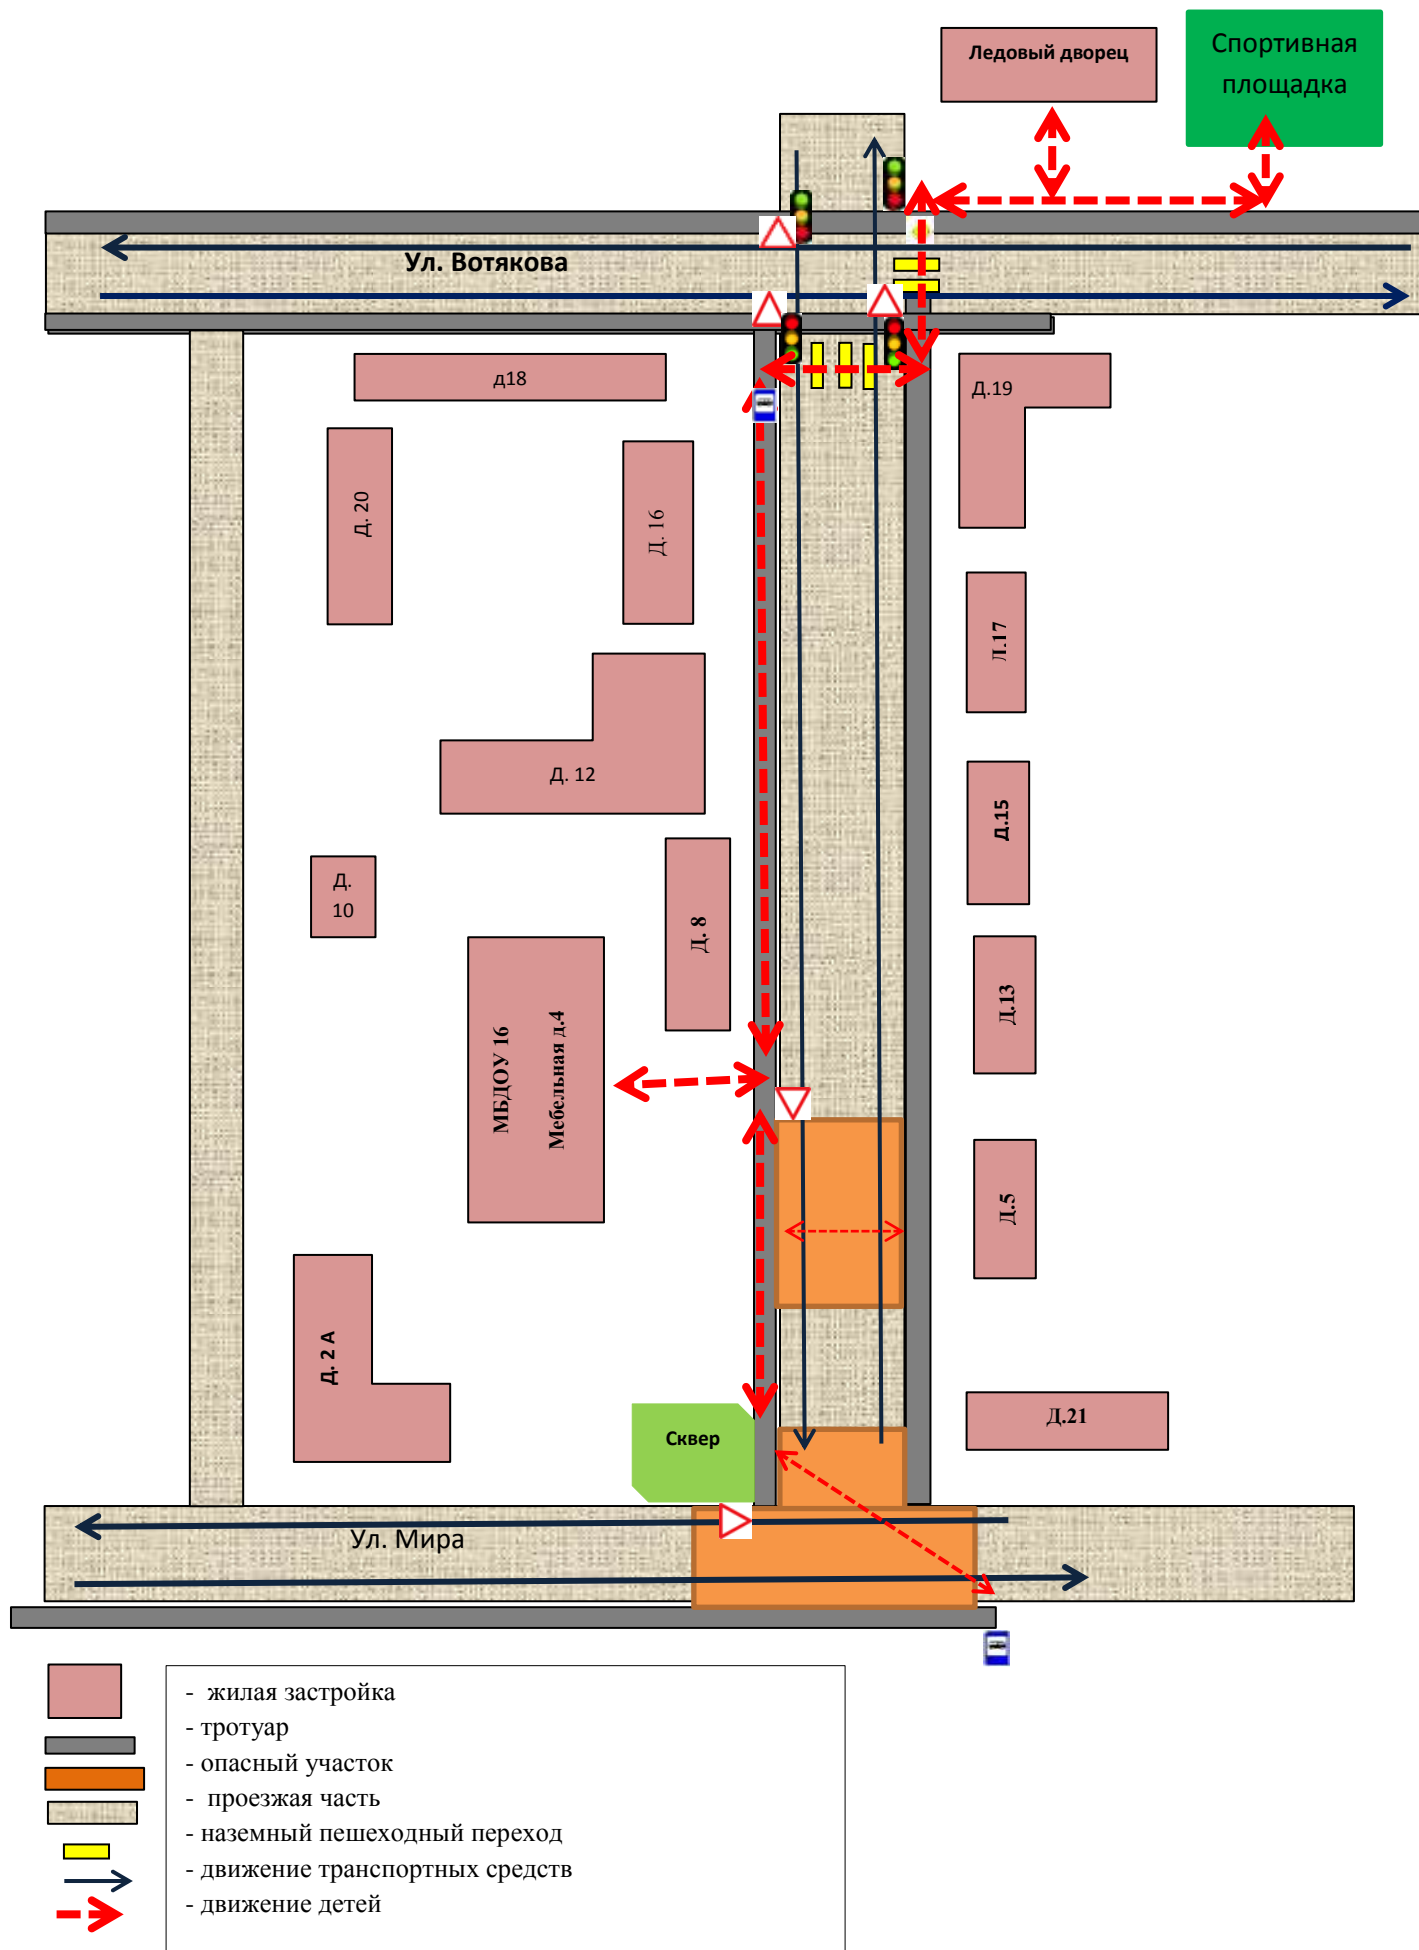 Ледовый дворец
Спортивная
площадка
Ул. Вотякова
д18
Д.19
Д. 20
Д. 16
Л.17
Д. 12
Д.15
Д.
10
Д. 8
Д.13
МБДОУ 16
Мебельная д.4
Д.5
Д. 2 А
Сквер
Д.21
Ул. Мира
- жилая застройка
- тротуар
- опасный участок
- проезжая часть
- наземный пешеходный переход
- движение транспортных средств
- движение детей